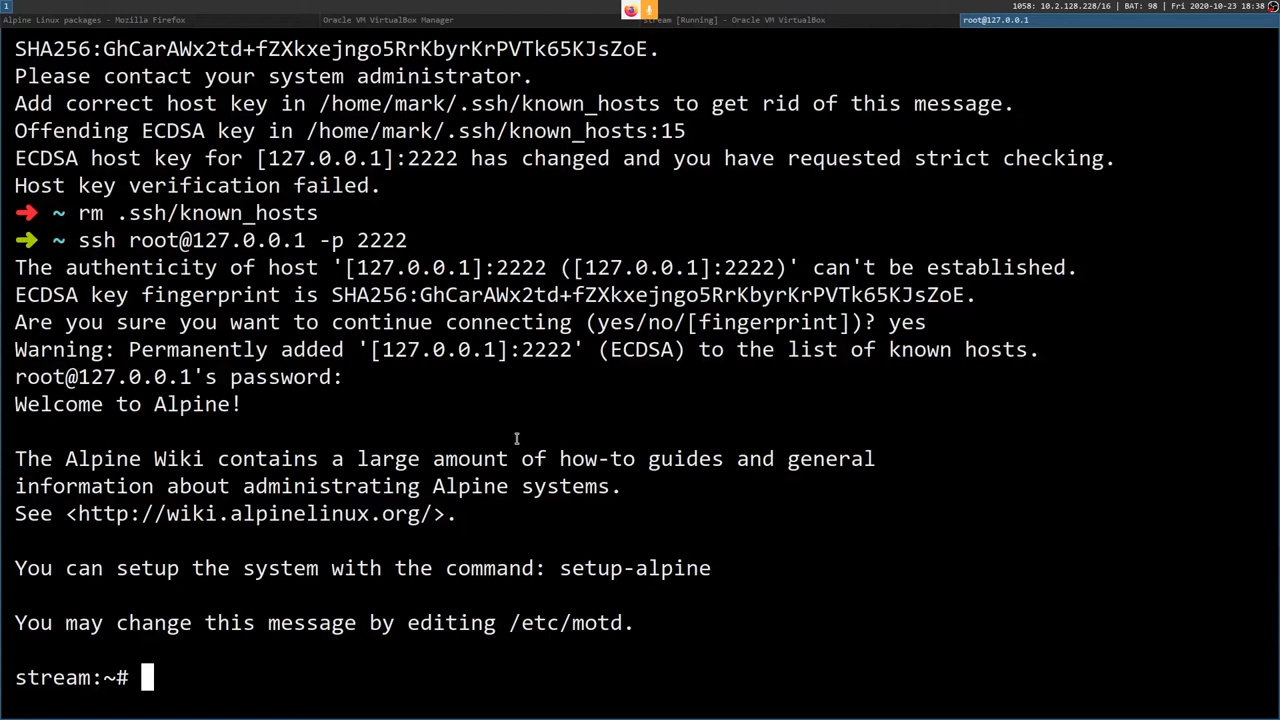 1
1058: 10.2.128.228/16 | BAT: 98 | Fri 2020-10-23 18:38
Alpine Linux packages - Mozilla Firefox
Oracle VM VirtualBox Manager
stream [Running] - Oracle VM VirtualBox
root@127.0.0.1
SHA256:GhCarAWx2td+fZXkxejngo5RrKbyrKrPVTk65KJsZoE.
Please contact your system administrator.
Add correct host key in /home/mark/.ssh/known_hosts to get rid of this message.
Offending ECDSA key in /home/mark/.ssh/known_hosts:15
ECDSA host key for [127.0.0.1]:2222 has changed and you have requested strict checking.
Host key verification failed.
➜ ~ rm .ssh/known_hosts
➜ ~ ssh root@127.0.0.1 -p 2222
The authenticity of host '[127.0.0.1]:2222 ([127.0.0.1]:2222)' can't be established.
ECDSA key fingerprint is SHA256:GhCarAWx2td+fZXkxejngo5RrKbyrKrPVTk65KJsZoE.
Are you sure you want to continue connecting (yes/no/[fingerprint])? yes
Warning: Permanently added '[127.0.0.1]:2222' (ECDSA) to the list of known hosts.
root@127.0.0.1's password:
Welcome to Alpine!
The Alpine Wiki contains a large amount of how-to guides and general
information about administrating Alpine systems.
See <http://wiki.alpinelinux.org/>.
You can setup the system with the command: setup-alpine
You may change this message by editing /etc/motd.
stream:~#